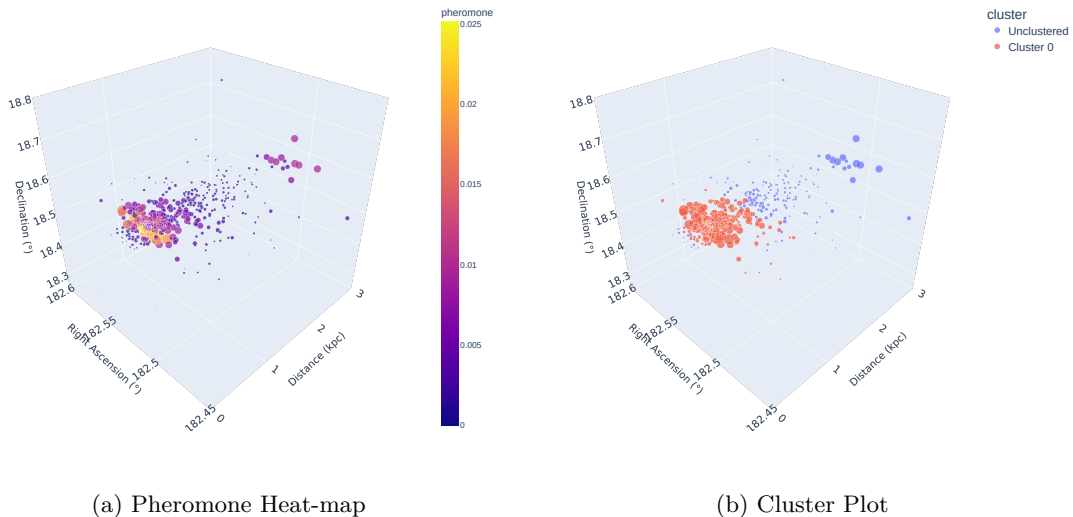 pheromone
0.025
0.02
0.015
0.01
0.005
0
18.8
18.7
18.6
18.5
18.4
18.3
Declination (°)
182.6
182.55
182.5
182.45
Right Ascension (°)
0
1
2
3
Distance (kpc)
(a) Pheromone Heat-map
cluster
Unclustered
Cluster 0
18.8
18.7
18.6
18.5
18.4
18.3
Declination (°)
182.6
182.55
182.5
182.45
Right Ascension (°)
0
1
2
3
Distance (kpc)
(b) Cluster Plot